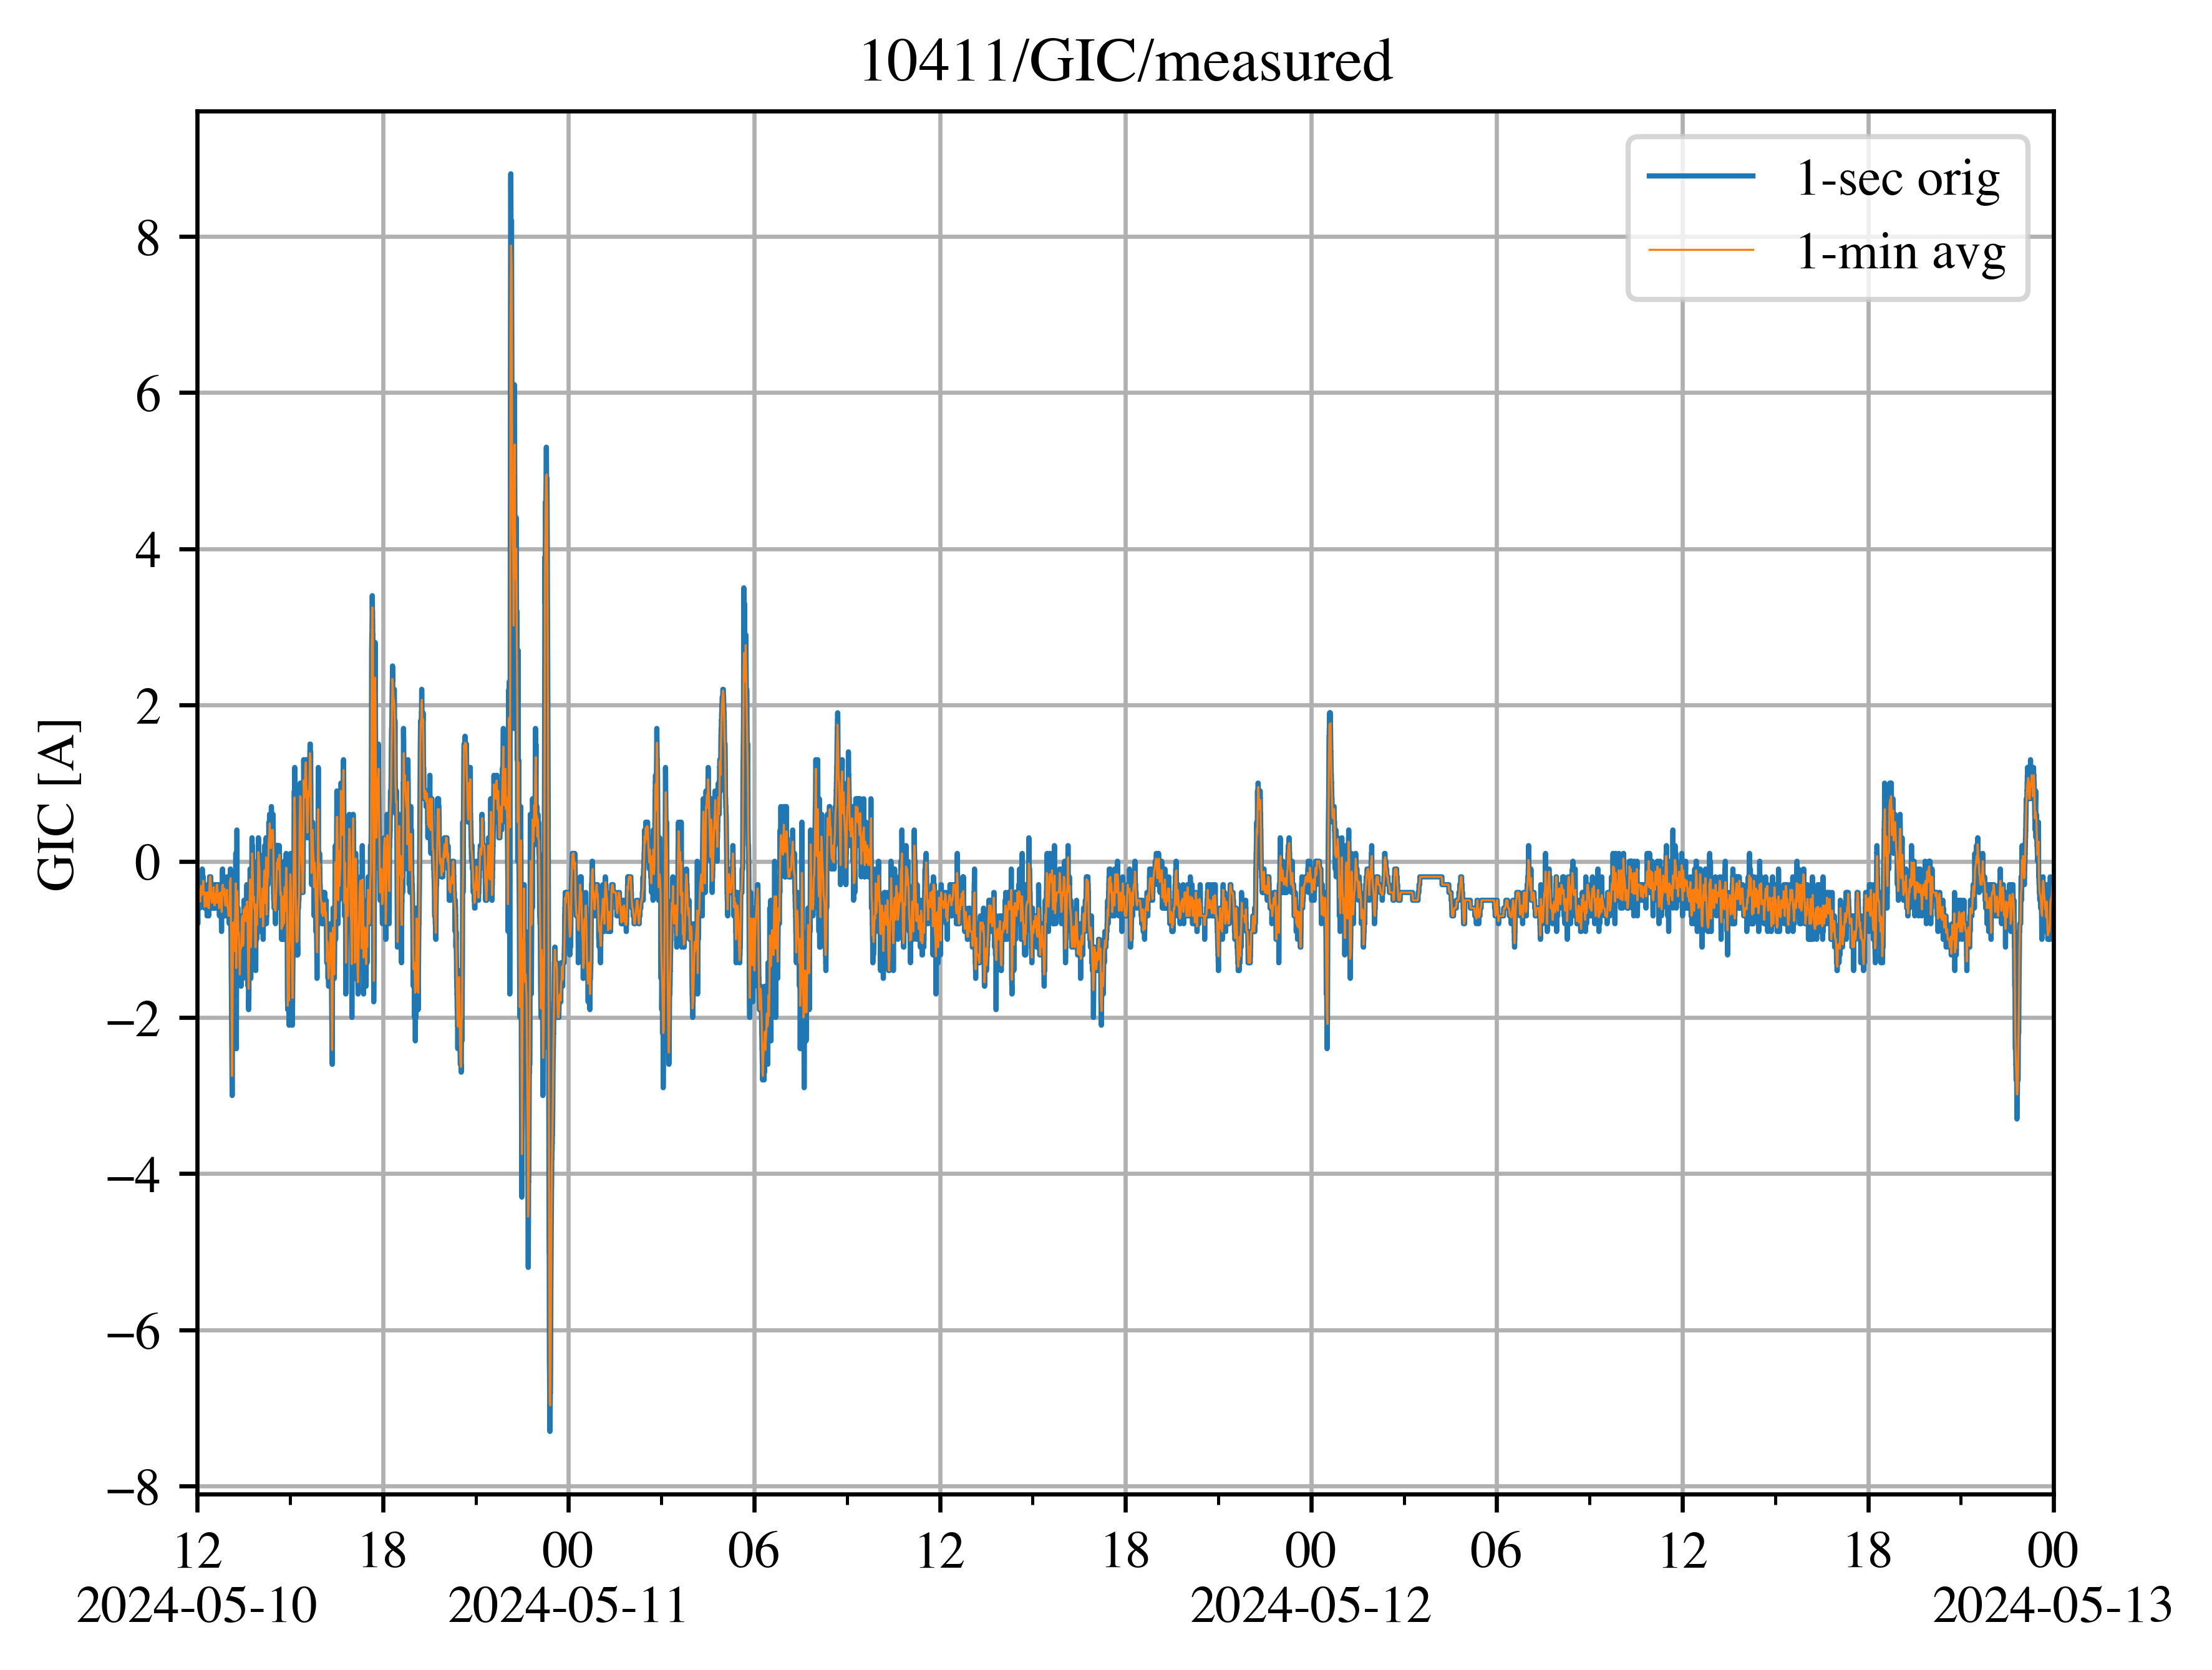 10411/GIC/measured
1-sec orig
1-min avg
GIC [A]
8
6
4
2
0
−2
−4
−6
−8
12 18 00 06 12 18 00 06 12 18 00
2024-05-10 2024-05-11 2024-05-12 2024-05-13